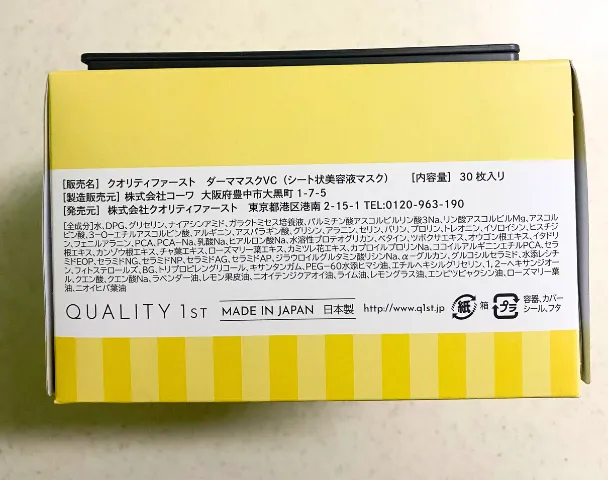 [販売名] クオリティファースト ダーママスクVC (シート状美容液マスク) [内容量] 30枚入り
[製造販売元] 株式会社コーワ 大阪府豊中市大黒町 1-7-5
[発売元] 株式会社クオリティファースト 東京都港区港南 2-15-1 TEL:0120-963-190
[全成分]水、DPG、グリセリン、ナイアシンアミド、ガラクトミセス培養液、パルミチン酸アスコルビルリン酸3Na、リン酸アスコルビルMg、アスコル
ビン酸、3-O-エチルアスコルビン酸、アルギニン、アスパラギン酸、グリシン、アラニン、セリン、バリン、プロリン、トレオニン、イソロイシン、ヒスチジ
ン、フェニルアラニン、PCA、PCA-Na、乳酸Na、ヒアルロン酸Na、水溶性プロテオグリカン、ベタイン、ツボクサエキス、オウゴン根エキス、イタドリ
根エキス、カンゾウ根エキス、チャ葉エキス、ローズマリー葉エキス、カミツレ花エキス、カプロイルプロリンNa、ココイルアルギニンエチルPCA、セラ
ミドEOP、セラミドNG、セラミドNP、セラミドAG、セラミドAP、ジラウロイルグルタミン酸リシンNa、α-グルカン、グルコシルセラミド、水添レシチ
ン、フィトステロールズ、BG、トリプロピレングリコール、キサンタンガム、PEG-60水添ヒマシ油、エチルヘキシルグリセリン、1,2-ヘキサンジオー
ル、クエン酸、クエン酸Na、ラベンダー油、レモン果皮油、ニオイテンジクアオイ油、ライム油、レモングラス油、エンピツビャクシン油、ローズマリー葉
油、ニオイヒバ葉油
QUALITY 1ST MADE IN JAPAN 日本製 http://www.q1st.jp 紙 箱 プラ 容器、カバー
シール、フタ